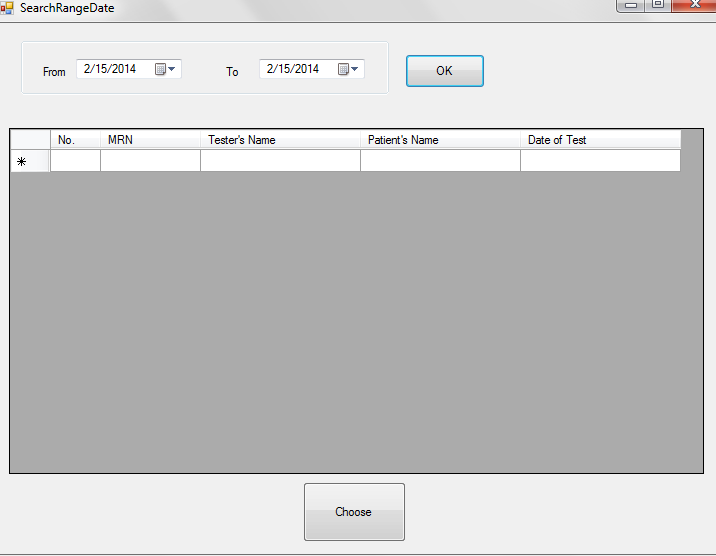 SearchRangeDate
From 2/15/2014 To 2/15/2014 OK
No. MRN Tester's Name Patient's Name Date of Test
Choose